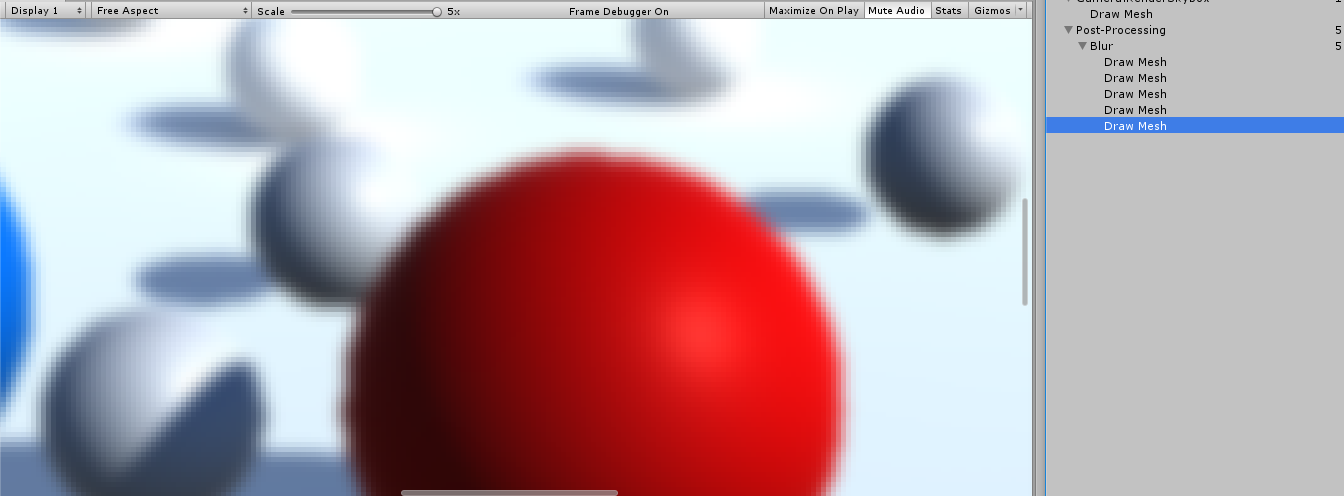 Display 1 Free Aspect Scale 5x Frame Debugger On Maximize On Play Mute Audio Stats Gizmos
Draw Mesh
Post-Processing 5
Blur 5
Draw Mesh
Draw Mesh
Draw Mesh
Draw Mesh
Draw Mesh